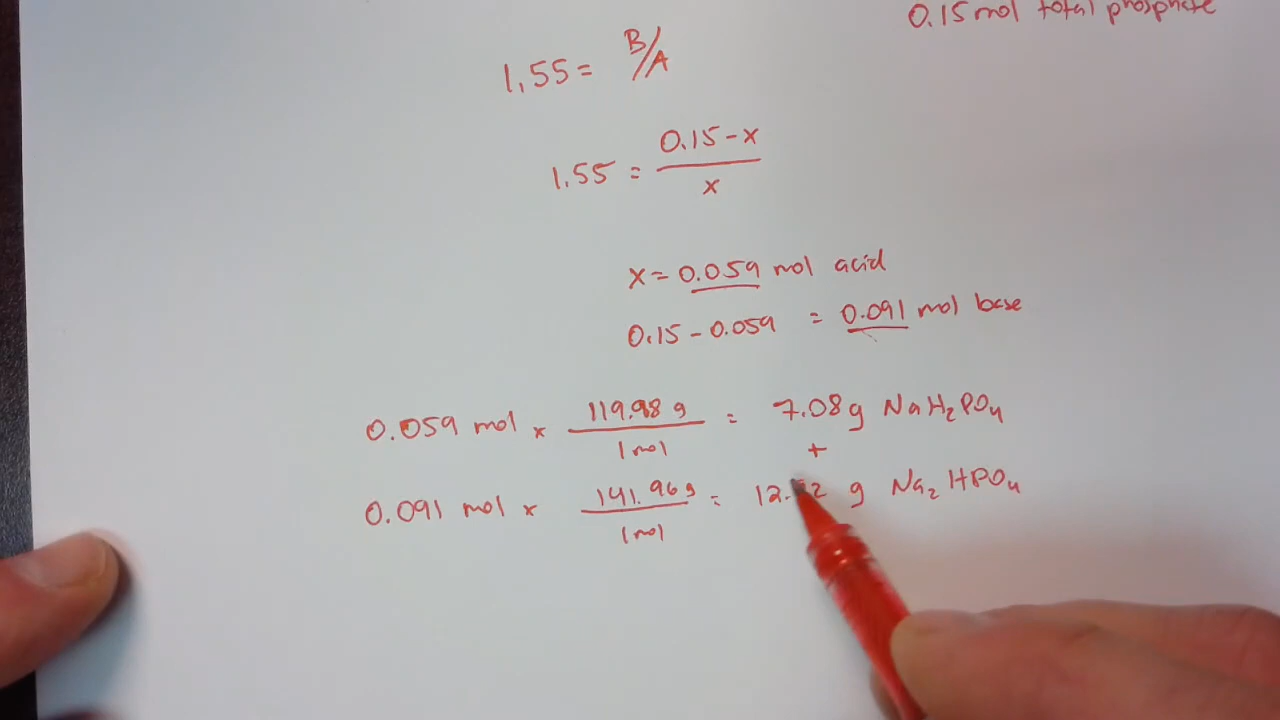 0.15 mol total phosphate
1.55 = B/A
1.55 = 0.15-x / x
x = 0.059 mol acid
0.15 - 0.059 = 0.091 mol base
0.059 mol x 119.98 g / 1 mol = 7.08 g NaH₂PO₄
+
0.091 mol x 141.96 g / 1 mol = g Na₂HPO₄